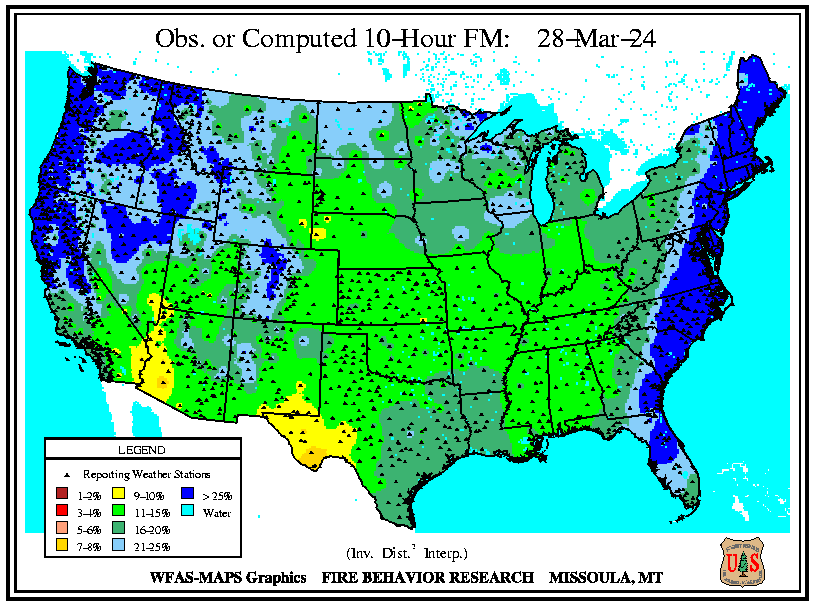 Obs. or Computed 10-Hour FM: 28-Mar-24
LEGEND
Reporting Weather Stations
1-2% 9-10% > 25%
3-4% 11-15% Water
5-6% 16-20%
7-8% 21-25%
(Inv. Dist.² Interp.)
WFAS-MAPS Graphics FIRE BEHAVIOR RESEARCH MISSOULA, MT
U S